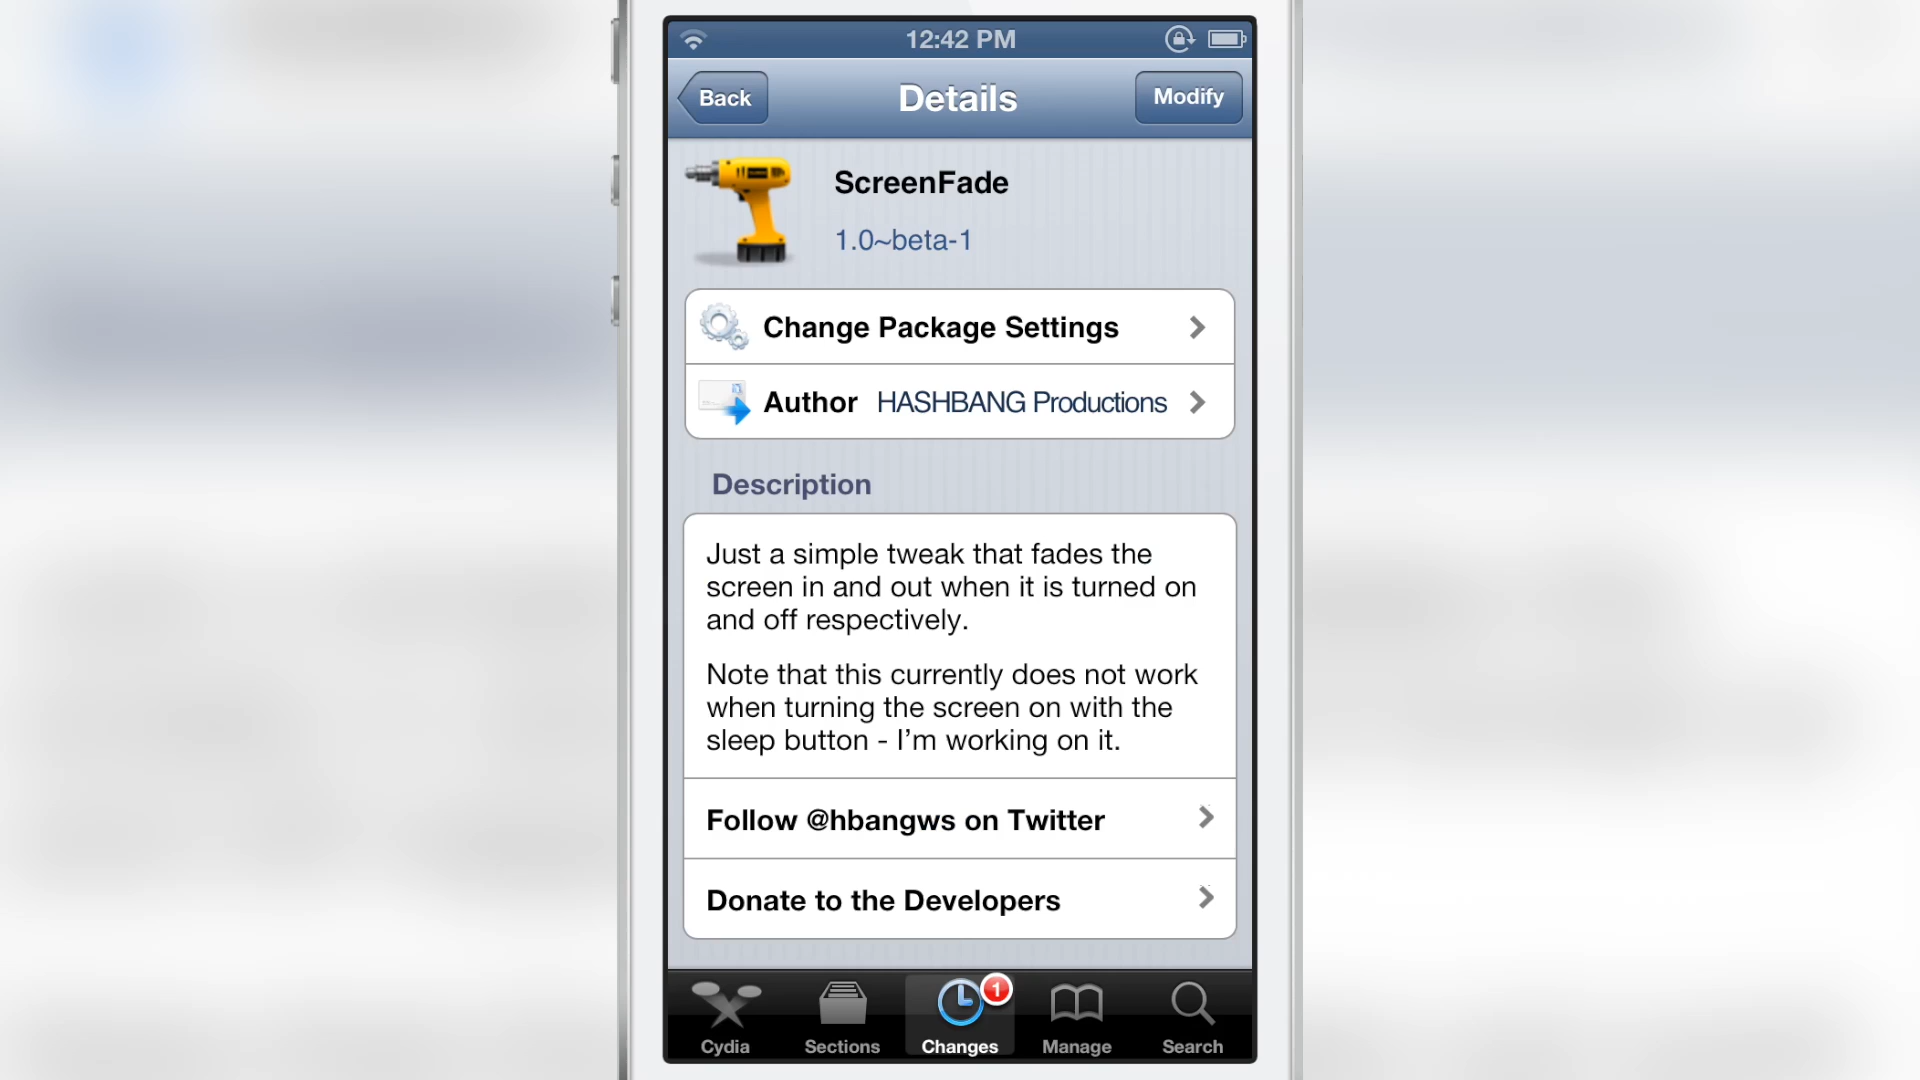 12:42 PM
Back
Details
Modify
ScreenFade
1.0~beta-1
Change Package Settings
Author HASHBANG Productions
Description
Just a simple tweak that fades the
screen in and out when it is turned on
and off respectively.
Note that this currently does not work
when turning the screen on with the
sleep button - I’m working on it.
Follow @hbangws on Twitter
Donate to the Developers
1
Cydia
Sections
Changes
Manage
Search